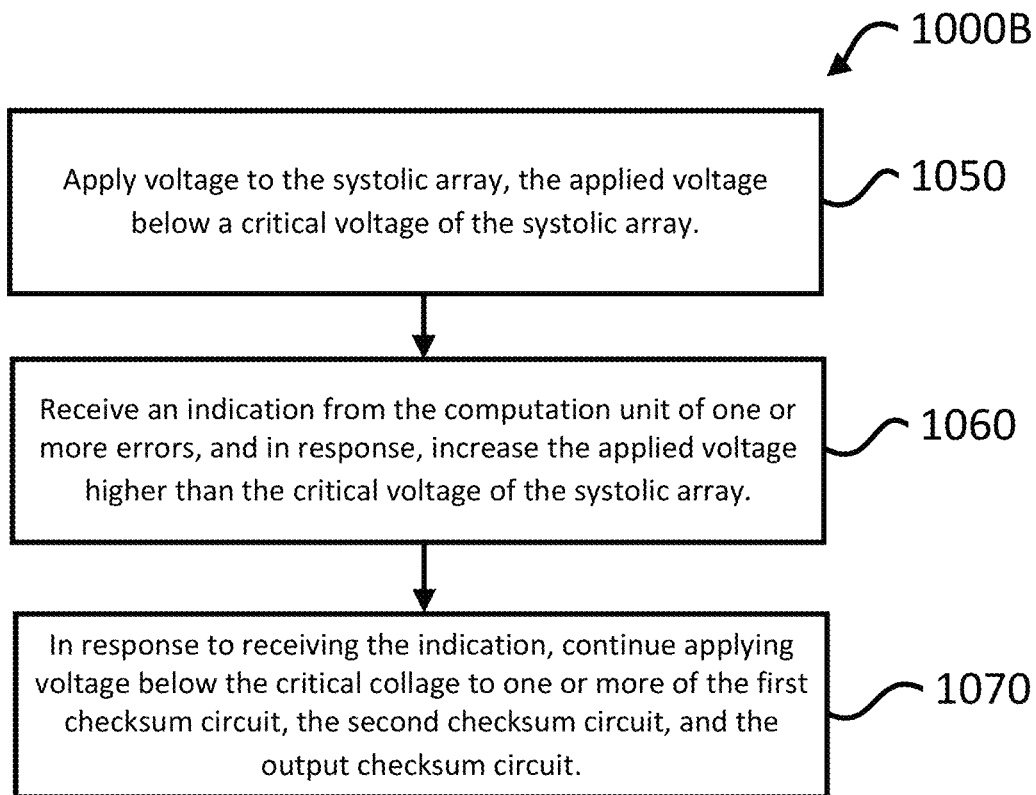 1000B
Apply voltage to the systolic array, the applied voltage
below a critical voltage of the systolic array.
1050
Receive an indication from the computation unit of one or
more errors, and in response, increase the applied voltage
higher than the critical voltage of the systolic array.
1060
In response to receiving the indication, continue applying
voltage below the critical collage to one or more of the first
checksum circuit, the second checksum circuit, and the
output checksum circuit.
1070